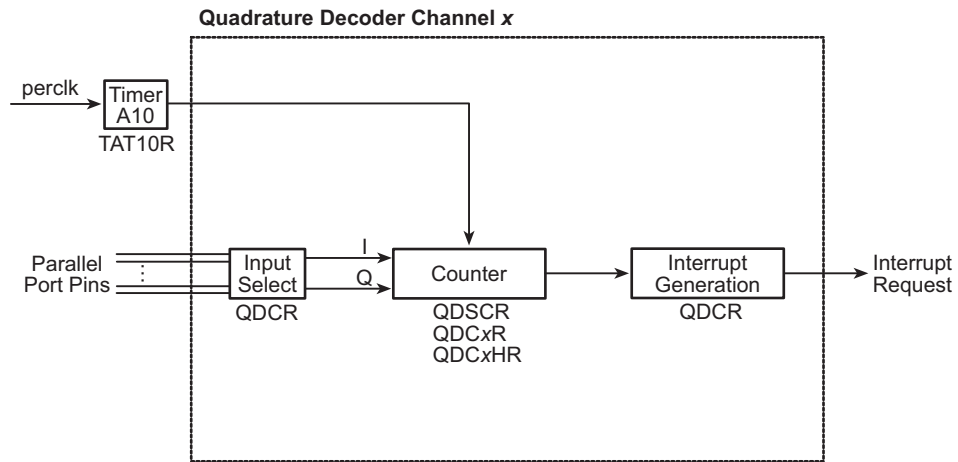 Quadrature Decoder Channel x
perclk
Timer
A10
TAT10R
Parallel
Port Pins
Input
Select
QDCR
I
Q
Counter
QDSCR
QDCxR
QDCxHR
Interrupt
Generation
QDCR
Interrupt
Request